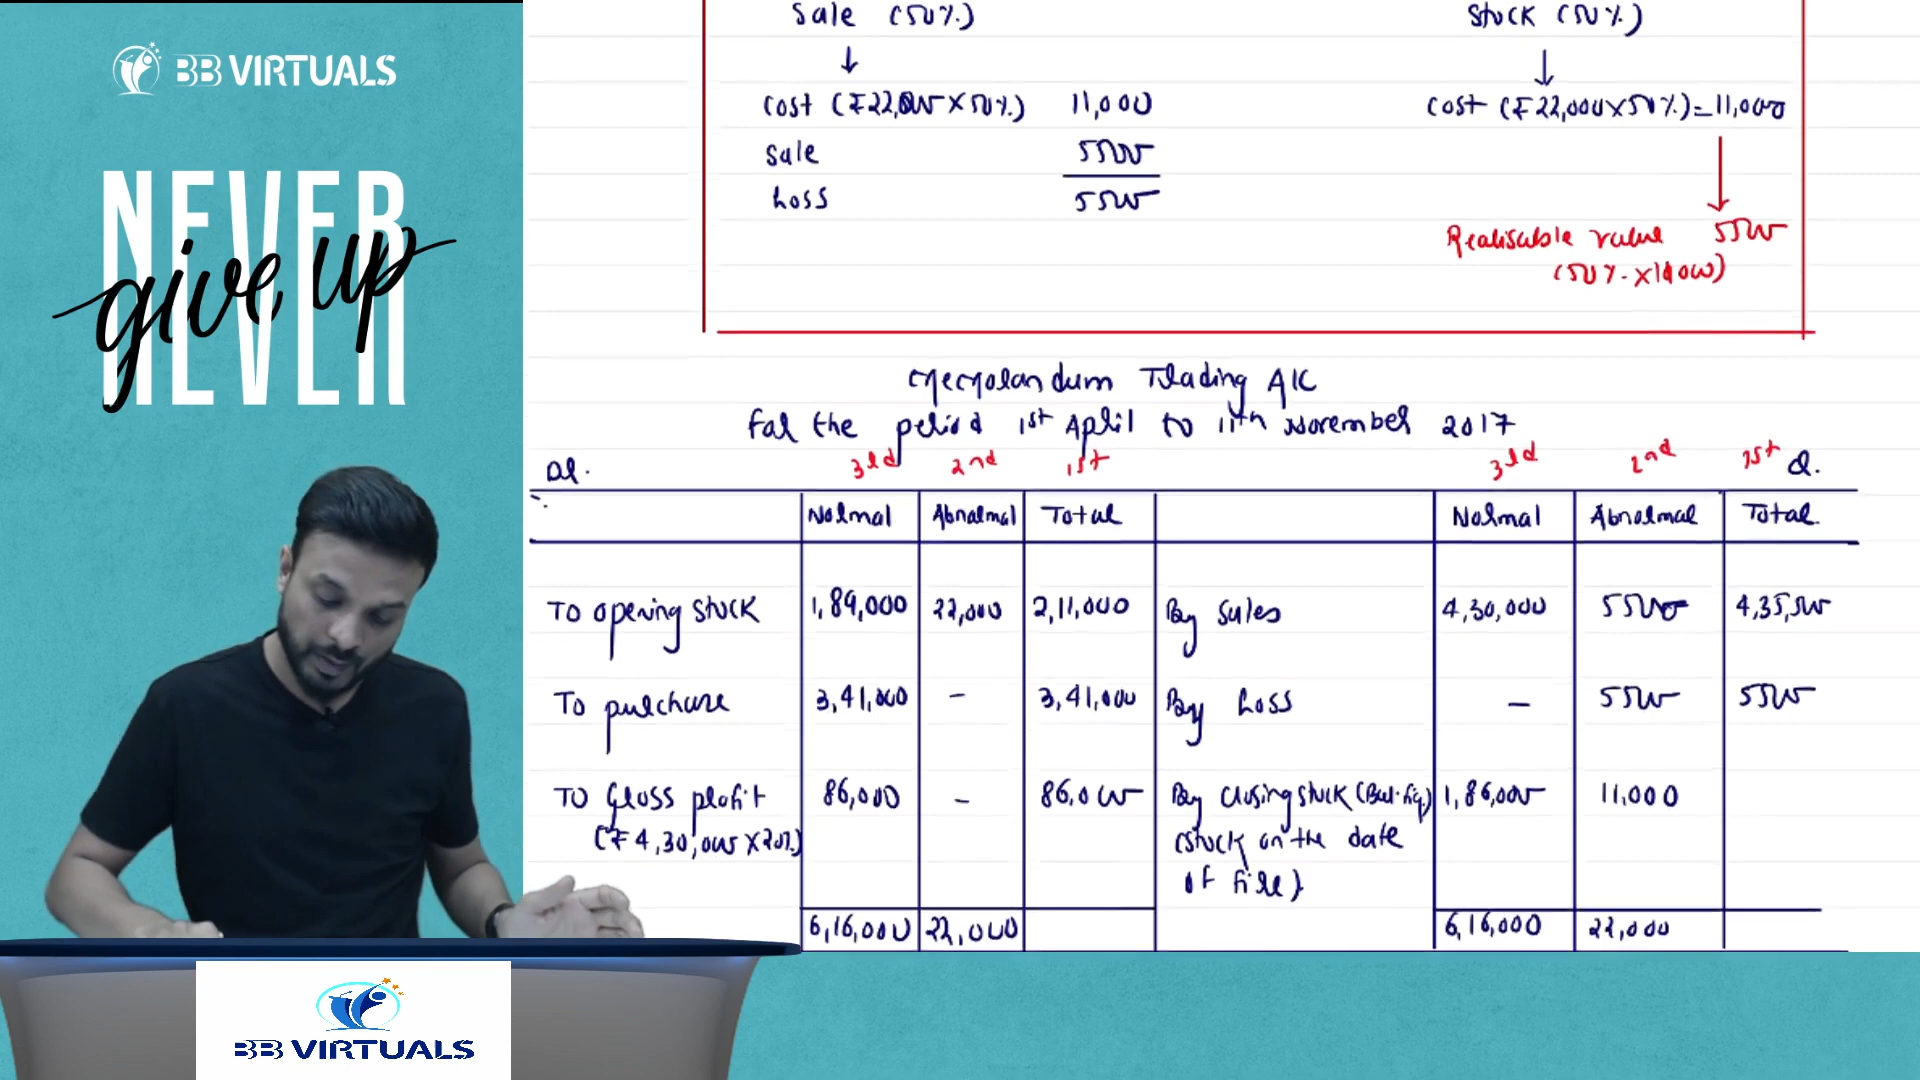 BB VIRTUALS
NEVER
give up
NEVER
BB VIRTUALS
Sale (50%)
Stock (50%)
Cost (₹22,000×50%) 11,000
Cost (₹22,000×50%)=11,000
Sale 5500
Loss 5500
Realisable value 5500
(50%×11000)
Memorandum Trading A/C
For the period 1st April to 11th November 2017
3rd 2nd 1st 3rd 2nd 1st
Dr. Cr.
Normal Abnormal Total Normal Abnormal Total
To opening stock 1,89,000 22,000 2,11,000 By Sales 4,30,000 5500 4,35,500
To purchase 3,41,000 - 3,41,000 By Loss - 5500 5500
To Gross profit 86,000 - 86,000 By closing stock (Bal. fig.) 1,86,000 11,000
(₹4,30,000×20%) (Stock on the date
of fire)
6,16,000 22,000 6,16,000 22,000